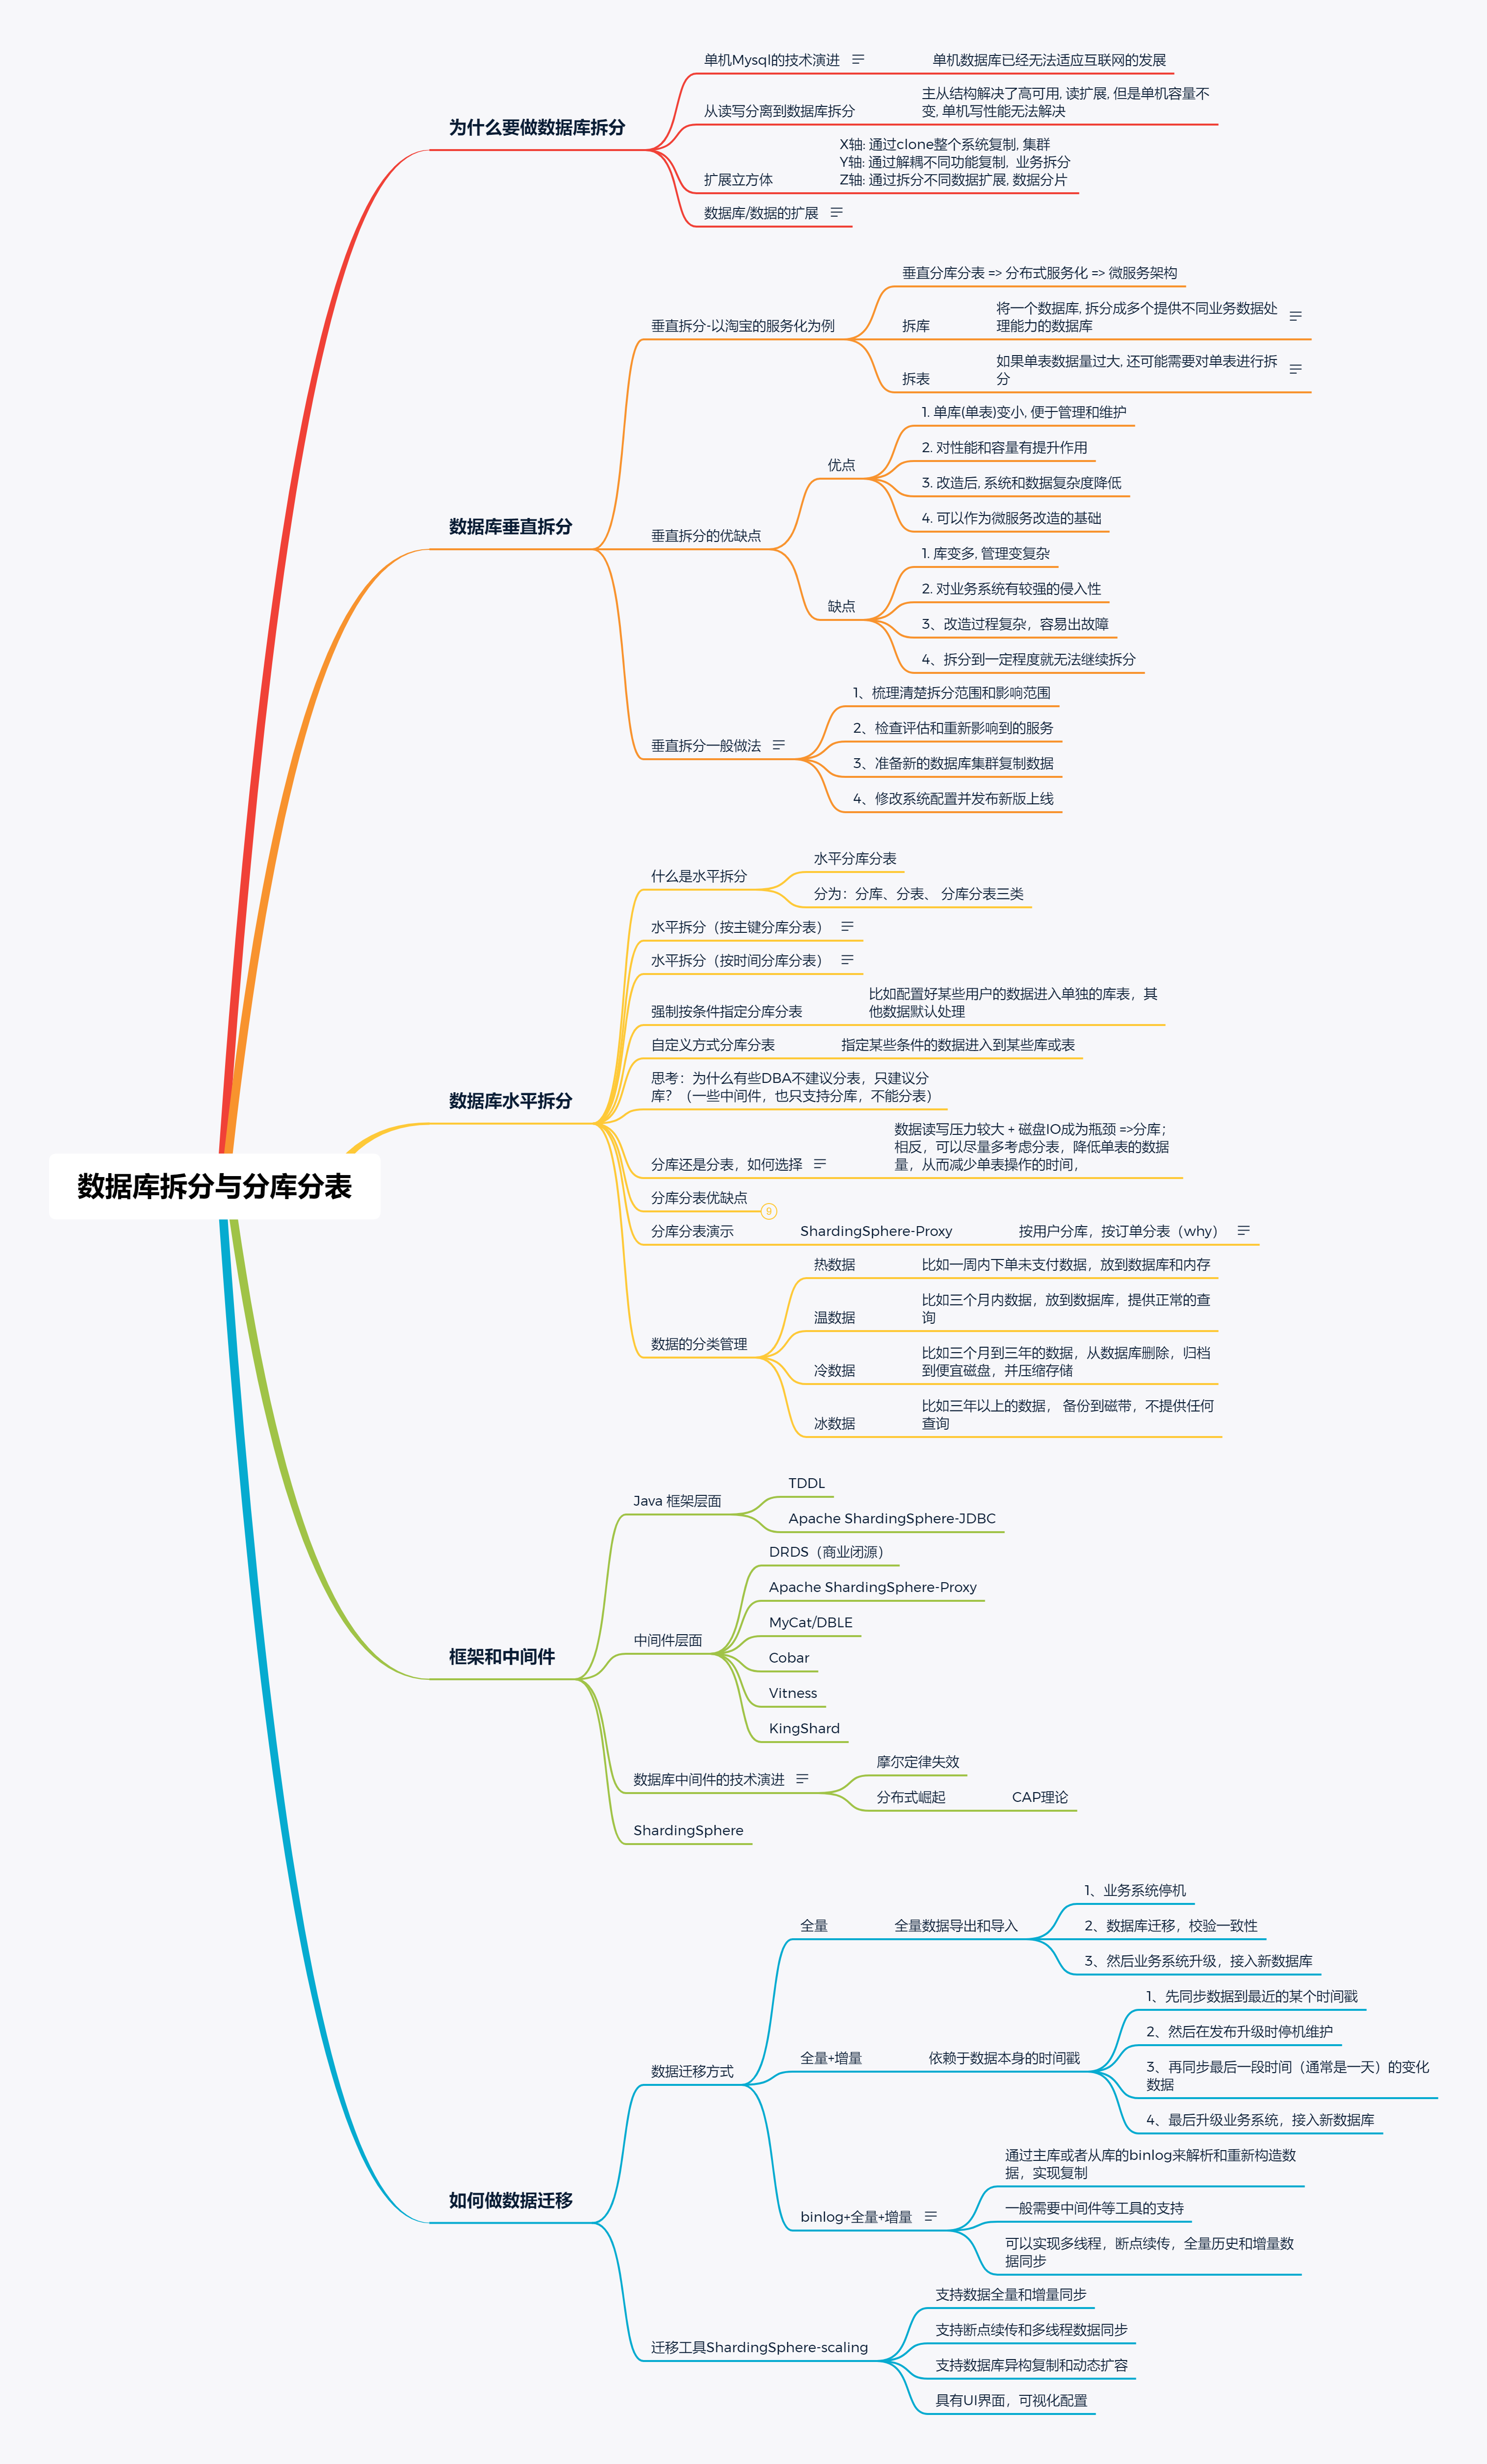 数据库拆分与分库分表
为什么要做数据库拆分
单机Mysql的技术演进
单机数据库已经无法适应互联网的发展
从读写分离到数据库拆分
主从结构解决了高可用, 读扩展, 但是单机容量不
变, 单机写性能无法解决
扩展立方体
X轴: 通过clone整个系统复制, 集群
Y轴: 通过解耦不同功能复制, 业务拆分
Z轴: 通过拆分不同数据扩展, 数据分片
数据库/数据的扩展
数据库垂直拆分
垂直拆分-以淘宝的服务化为例
垂直分库分表 => 分布式服务化 => 微服务架构
拆库
将一个数据库, 拆分成多个提供不同业务数据处
理能力的数据库
拆表
如果单表数据量过大, 还可能需要对单表进行拆
分
垂直拆分的优缺点
优点
1. 单库(单表)变小, 便于管理和维护
2. 对性能和容量有提升作用
3. 改造后, 系统和数据复杂度降低
4. 可以作为微服务改造的基础
缺点
1. 库变多, 管理变复杂
2. 对业务系统有较强的侵入性
3、改造过程复杂，容易出故障
4、拆分到一定程度就无法继续拆分
垂直拆分一般做法
1、梳理清楚拆分范围和影响范围
2、检查评估和重新影响到的服务
3、准备新的数据库集群复制数据
4、修改系统配置并发布新版上线
数据库水平拆分
什么是水平拆分
水平分库分表
分为：分库、分表、 分库分表三类
水平拆分（按主键分库分表）
水平拆分（按时间分库分表）
强制按条件指定分库分表
比如配置好某些用户的数据进入单独的库表，其
他数据默认处理
自定义方式分库分表
指定某些条件的数据进入到某些库或表
思考：为什么有些DBA不建议分表，只建议分
库？（一些中间件，也只支持分库，不能分表）
分库还是分表，如何选择
数据读写压力较大 + 磁盘IO成为瓶颈 =>分库；
相反，可以尽量多考虑分表，降低单表的数据
量，从而减少单表操作的时间，
分库分表优缺点
9
分库分表演示
ShardingSphere-Proxy
按用户分库，按订单分表（why）
数据的分类管理
热数据
比如一周内下单未支付数据，放到数据库和内存
温数据
比如三个月内数据，放到数据库，提供正常的查
询
冷数据
比如三个月到三年的数据，从数据库删除，归档
到便宜磁盘，并压缩存储
冰数据
比如三年以上的数据， 备份到磁带，不提供任何
查询
框架和中间件
Java 框架层面
TDDL
Apache ShardingSphere-JDBC
中间件层面
DRDS（商业闭源）
Apache ShardingSphere-Proxy
MyCat/DBLE
Cobar
Vitness
KingShard
数据库中间件的技术演进
摩尔定律失效
分布式崛起
CAP理论
ShardingSphere
如何做数据迁移
数据迁移方式
全量
全量数据导出和导入
1、业务系统停机
2、数据库迁移，校验一致性
3、然后业务系统升级，接入新数据库
全量+增量
依赖于数据本身的时间戳
1、先同步数据到最近的某个时间戳
2、然后在发布升级时停机维护
3、再同步最后一段时间（通常是一天）的变化
数据
4、最后升级业务系统，接入新数据库
binlog+全量+增量
通过主库或者从库的binlog来解析和重新构造数
据，实现复制
一般需要中间件等工具的支持
可以实现多线程，断点续传，全量历史和增量数
据同步
迁移工具ShardingSphere-scaling
支持数据全量和增量同步
支持断点续传和多线程数据同步
支持数据库异构复制和动态扩容
具有UI界面，可视化配置